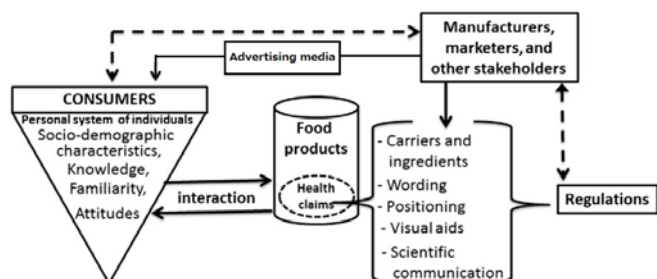 Manufacturers,
marketers, and
other stakeholders
Advertising media
CONSUMERS
Personal system of individuals
Socio-demographic
characteristics,
Knowledge,
Familiarity,
Attitudes
interaction
Food
products
Health
claims
- Carriers and
ingredients
- Wording
- Positioning
- Visual aids
- Scientific
communication
Regulations